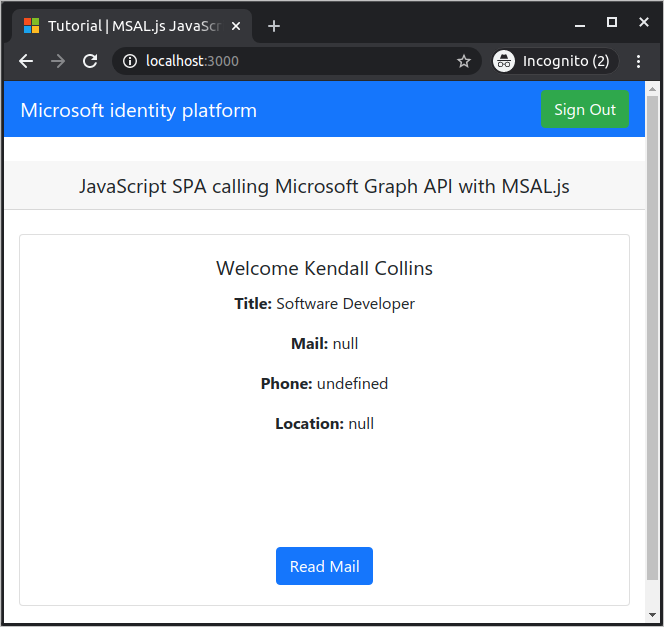 Tutorial | MSAL.js JavaSc
localhost:3000
Incognito (2)
Microsoft identity platform
Sign Out
JavaScript SPA calling Microsoft Graph API with MSAL.js
Welcome Kendall Collins
Title: Software Developer
Mail: null
Phone: undefined
Location: null
Read Mail